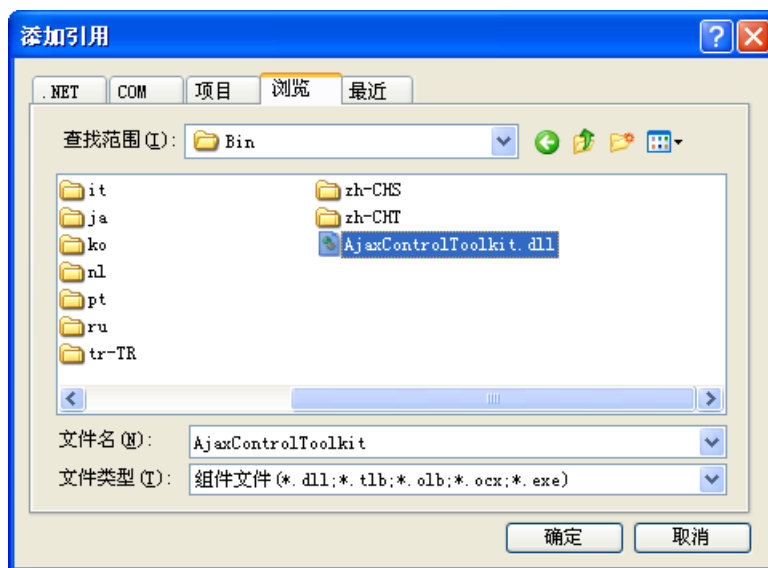 添加引用
.NET COM 项目 浏览 最近
查找范围(I): Bin
it zh-CHS
ja zh-CHT
ko AjaxControlToolkit.dll
nl
pt
ru
tr-TR
文件名(N): AjaxControlToolkit
文件类型(T): 组件文件(*.dll;*.tlb;*.olb;*.ocx;*.exe)
确定 取消